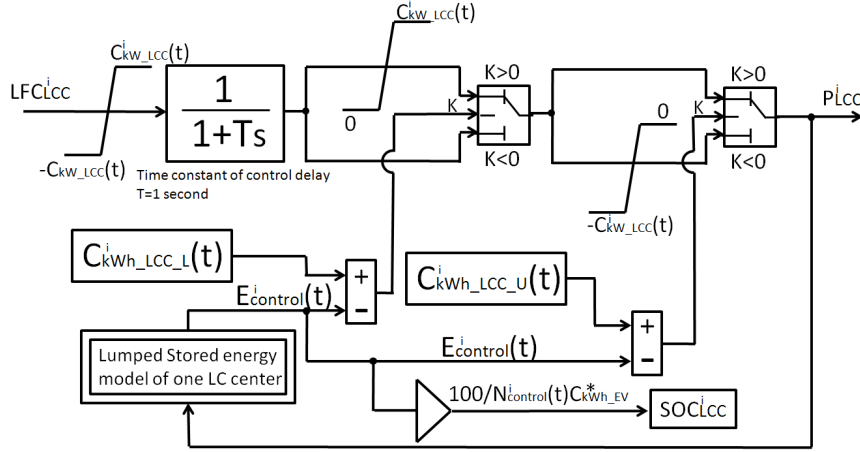 C^i_kW_LCC(t)
C^i_kW_LCC(t)
LFC^i_LCC
-C^i_kW_LCC(t)
1
1+Ts
Time constant of control delay
T=1 second
0
K>0
K
K<0
0
-C^i_kW_LCC(t)
K>0
K
K<0
P^i_LCC
C^i_kWh_LCC_L(t)
+
−
C^i_kWh_LCC_U(t)
+
−
E^i_control(t)
E^i_control(t)
Lumped Stored energy
model of one LC center
100/N^i_control(t)C^*_kWh_EV
SOC^i_LCC